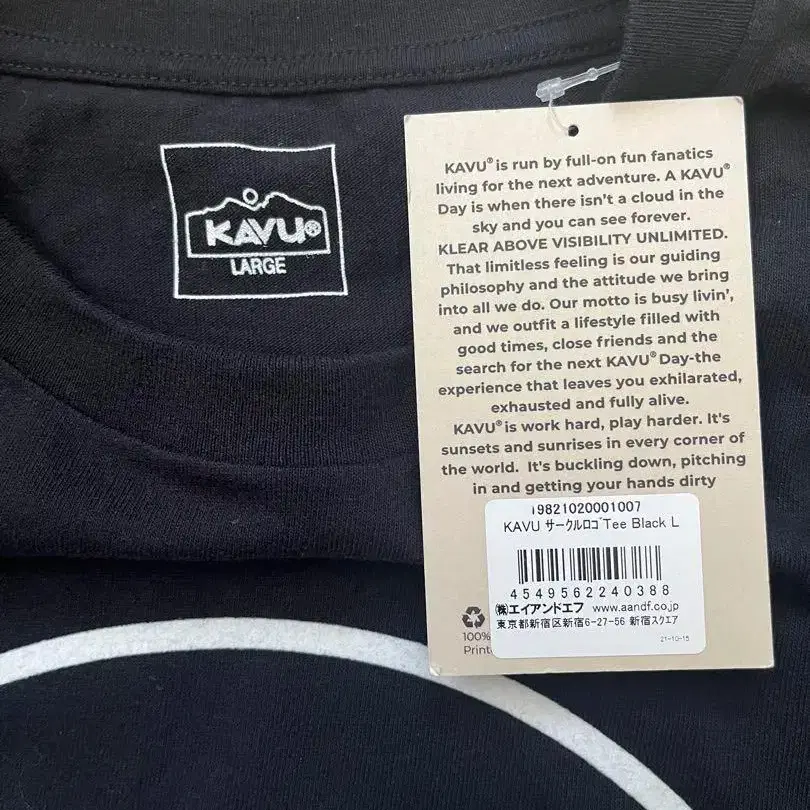 KAVU®
LARGE
KAVU® is run by full-on fun fanatics
living for the next adventure. A KAVU®
Day is when there isn't a cloud in the
sky and you can see forever.
KLEAR ABOVE VISIBILITY UNLIMITED.
That limitless feeling is our guiding
philosophy and the attitude we bring
into all we do. Our motto is busy livin',
and we outfit a lifestyle filled with
good times, close friends and the
search for the next KAVU® Day-the
experience that leaves you exhilarated,
exhausted and fully alive.
KAVU® is work hard, play harder. It's
sunsets and sunrises in every corner of
the world. It's buckling down, pitching
in and getting your hands dirty
19821020001007
KAVU サークルロゴTee Black L
4549562240388
㈱エイアンドエフ www.aandf.co.jp
東京都新宿区新宿6-27-56 新宿スクエア
21-10-15
100%
Print